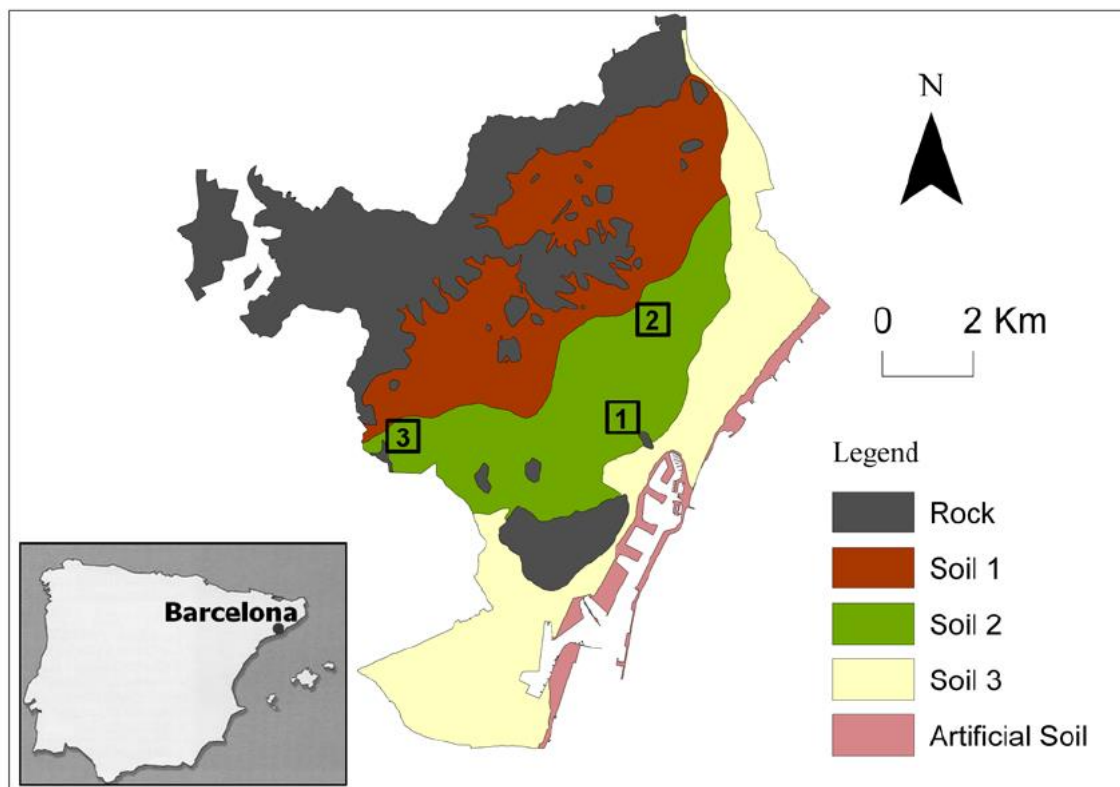 N
0 2 Km
2
1
3
Legend
Rock
Soil 1
Soil 2
Soil 3
Artificial Soil
Barcelona